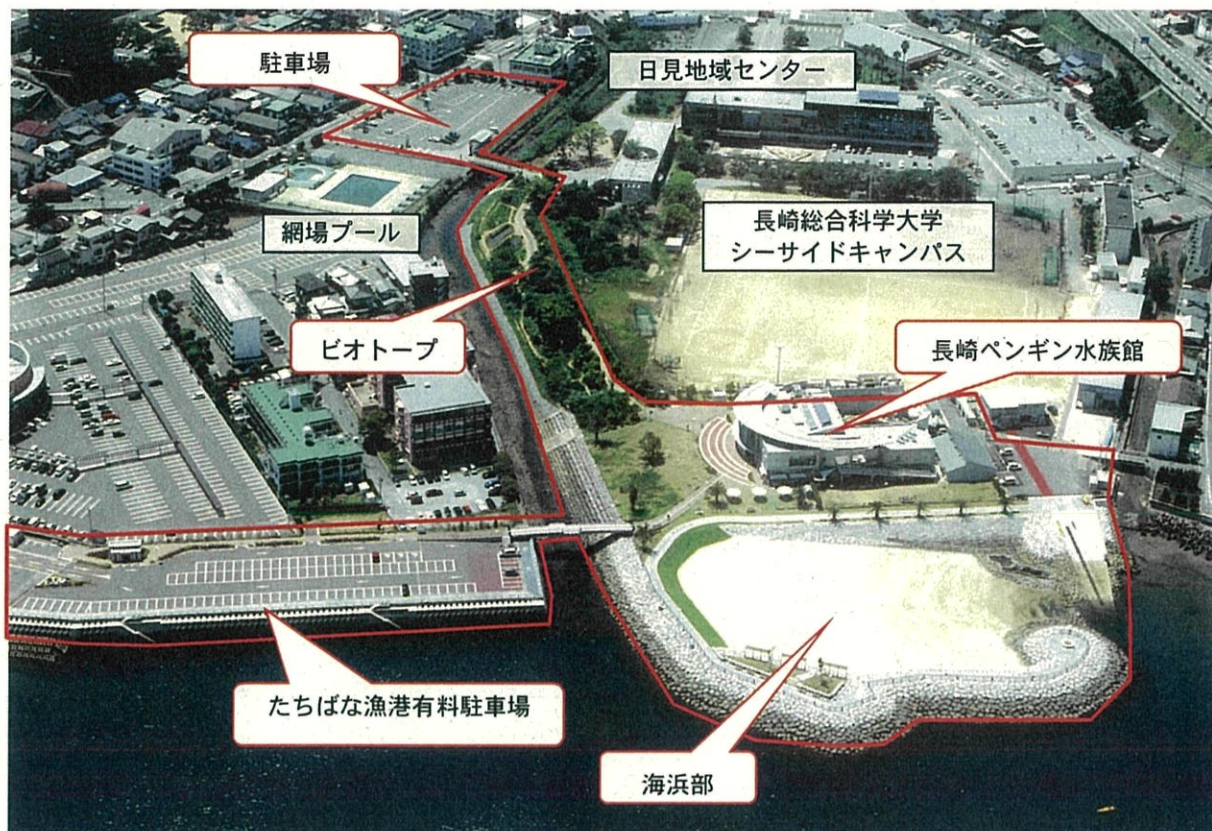 駐車場
日見地域センター
網場プール
長崎総合科学大学
シーサイドキャンパス
ビオトープ
長崎ペンギン水族館
たちばな漁港有料駐車場
海浜部